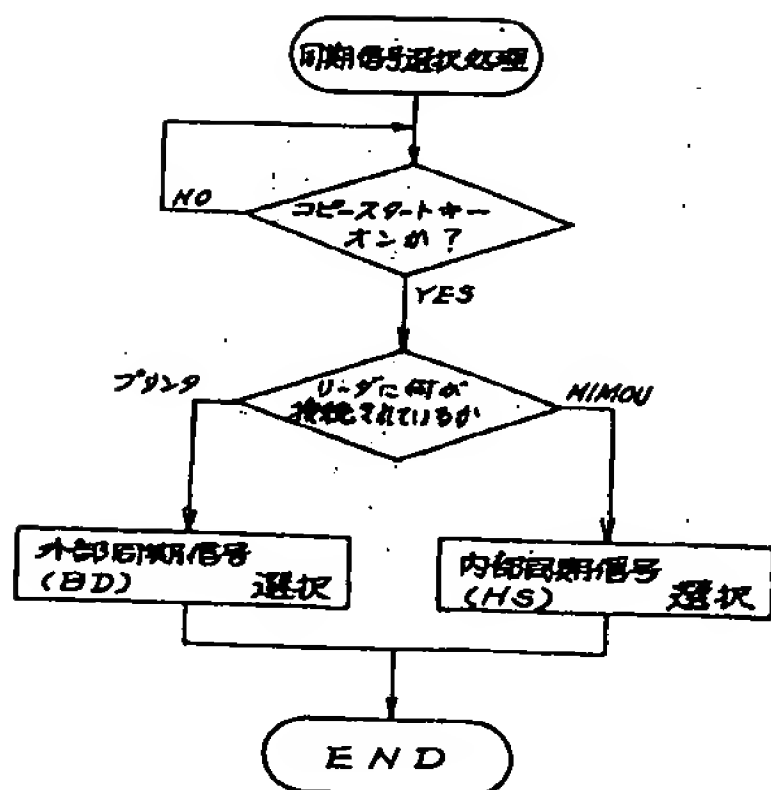 同期信号選択処理
NO
コピースタートキー
オンか?
YES
プリンタ
リーダに何が
接続されているか
MIMOU
外部同期信号
(BD) 選択
内部同期信号
(HS) 選択
END